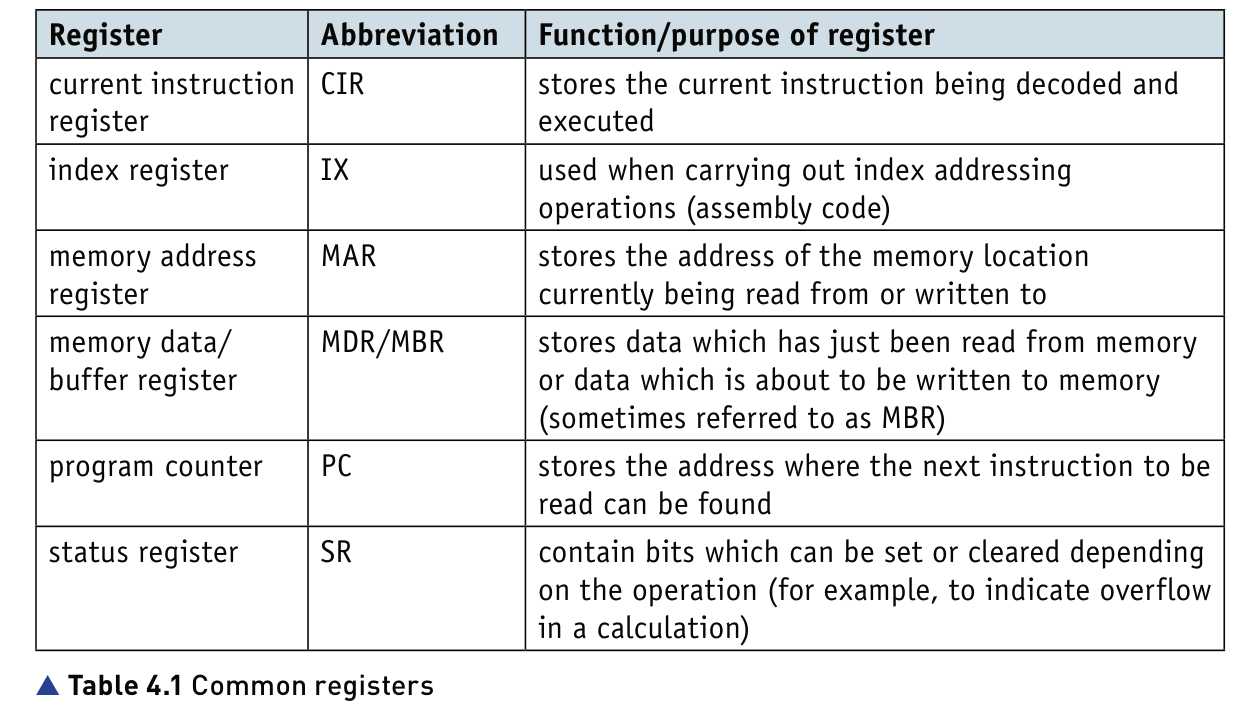 Register Abbreviation Function/purpose of register
current instruction CIR stores the current instruction being decoded and
register executed
index register IX used when carrying out index addressing
operations (assembly code)
memory address MAR stores the address of the memory location
register currently being read from or written to
memory data/ MDR/MBR stores data which has just been read from memory
buffer register or data which is about to be written to memory
(sometimes referred to as MBR)
program counter PC stores the address where the next instruction to be
read can be found
status register SR contain bits which can be set or cleared depending
on the operation (for example, to indicate overflow
in a calculation)
▲ Table 4.1 Common registers